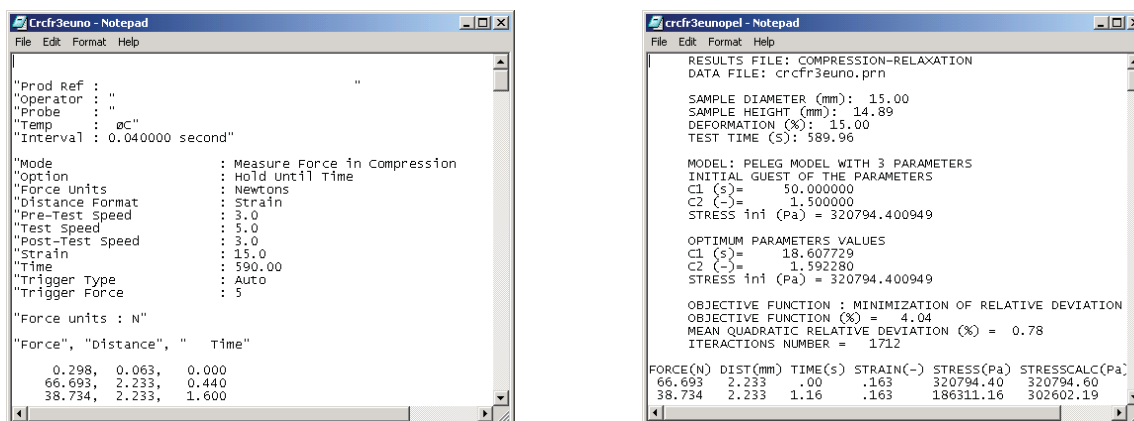 Crcfr3euno - Notepad
File Edit Format Help
"Prod Ref : "
"Operator : "
"Probe : "
"Temp : øC"
"Interval : 0.040000 second"
"Mode : Measure Force in Compression
"Option : Hold Until Time
"Force Units : Newtons
"Distance Format : Strain
"Pre-Test Speed : 3.0
"Test Speed : 5.0
"Post-Test Speed : 3.0
"Strain : 15.0
"Time : 590.00
"Trigger Type : Auto
"Trigger Force : 5
"Force units : N"
"Force", "Distance", " Time"
0.298, 0.063, 0.000
66.693, 2.233, 0.440
38.734, 2.233, 1.600
crcfr3eunopel - Notepad
File Edit Format Help
RESULTS FILE: COMPRESSION-RELAXATION
DATA FILE: crcfr3euno.prn
SAMPLE DIAMETER (mm): 15.00
SAMPLE HEIGHT (mm): 14.89
DEFORMATION (%): 15.00
TEST TIME (S): 589.96
MODEL: PELEG MODEL WITH 3 PARAMETERS
INITIAL GUEST OF THE PARAMETERS
C1 (s)= 50.000000
C2 (-)= 1.500000
STRESS ini (Pa) = 320794.400949
OPTIMUM PARAMETERS VALUES
C1 (s)= 18.607729
C2 (-)= 1.592280
STRESS ini (Pa) = 320794.400949
OBJECTIVE FUNCTION : MINIMIZATION OF RELATIVE DEVIATION
OBJECTIVE FUNCTION (%) = 4.04
MEAN QUADRATIC RELATIVE DEVIATION (%) = 0.78
ITERACTIONS NUMBER = 1712
FORCE(N) DIST(mm) TIME(s) STRAIN(-) STRESS(Pa) STRESSCALC(Pa)
66.693 2.233 .00 .163 320794.40 320794.60
38.734 2.233 1.16 .163 186311.16 302602.19